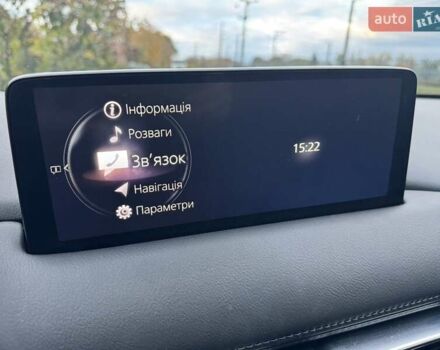 auto RIA
Інформація
Розваги
Зв'язок
15:22
Навігація
Параметри